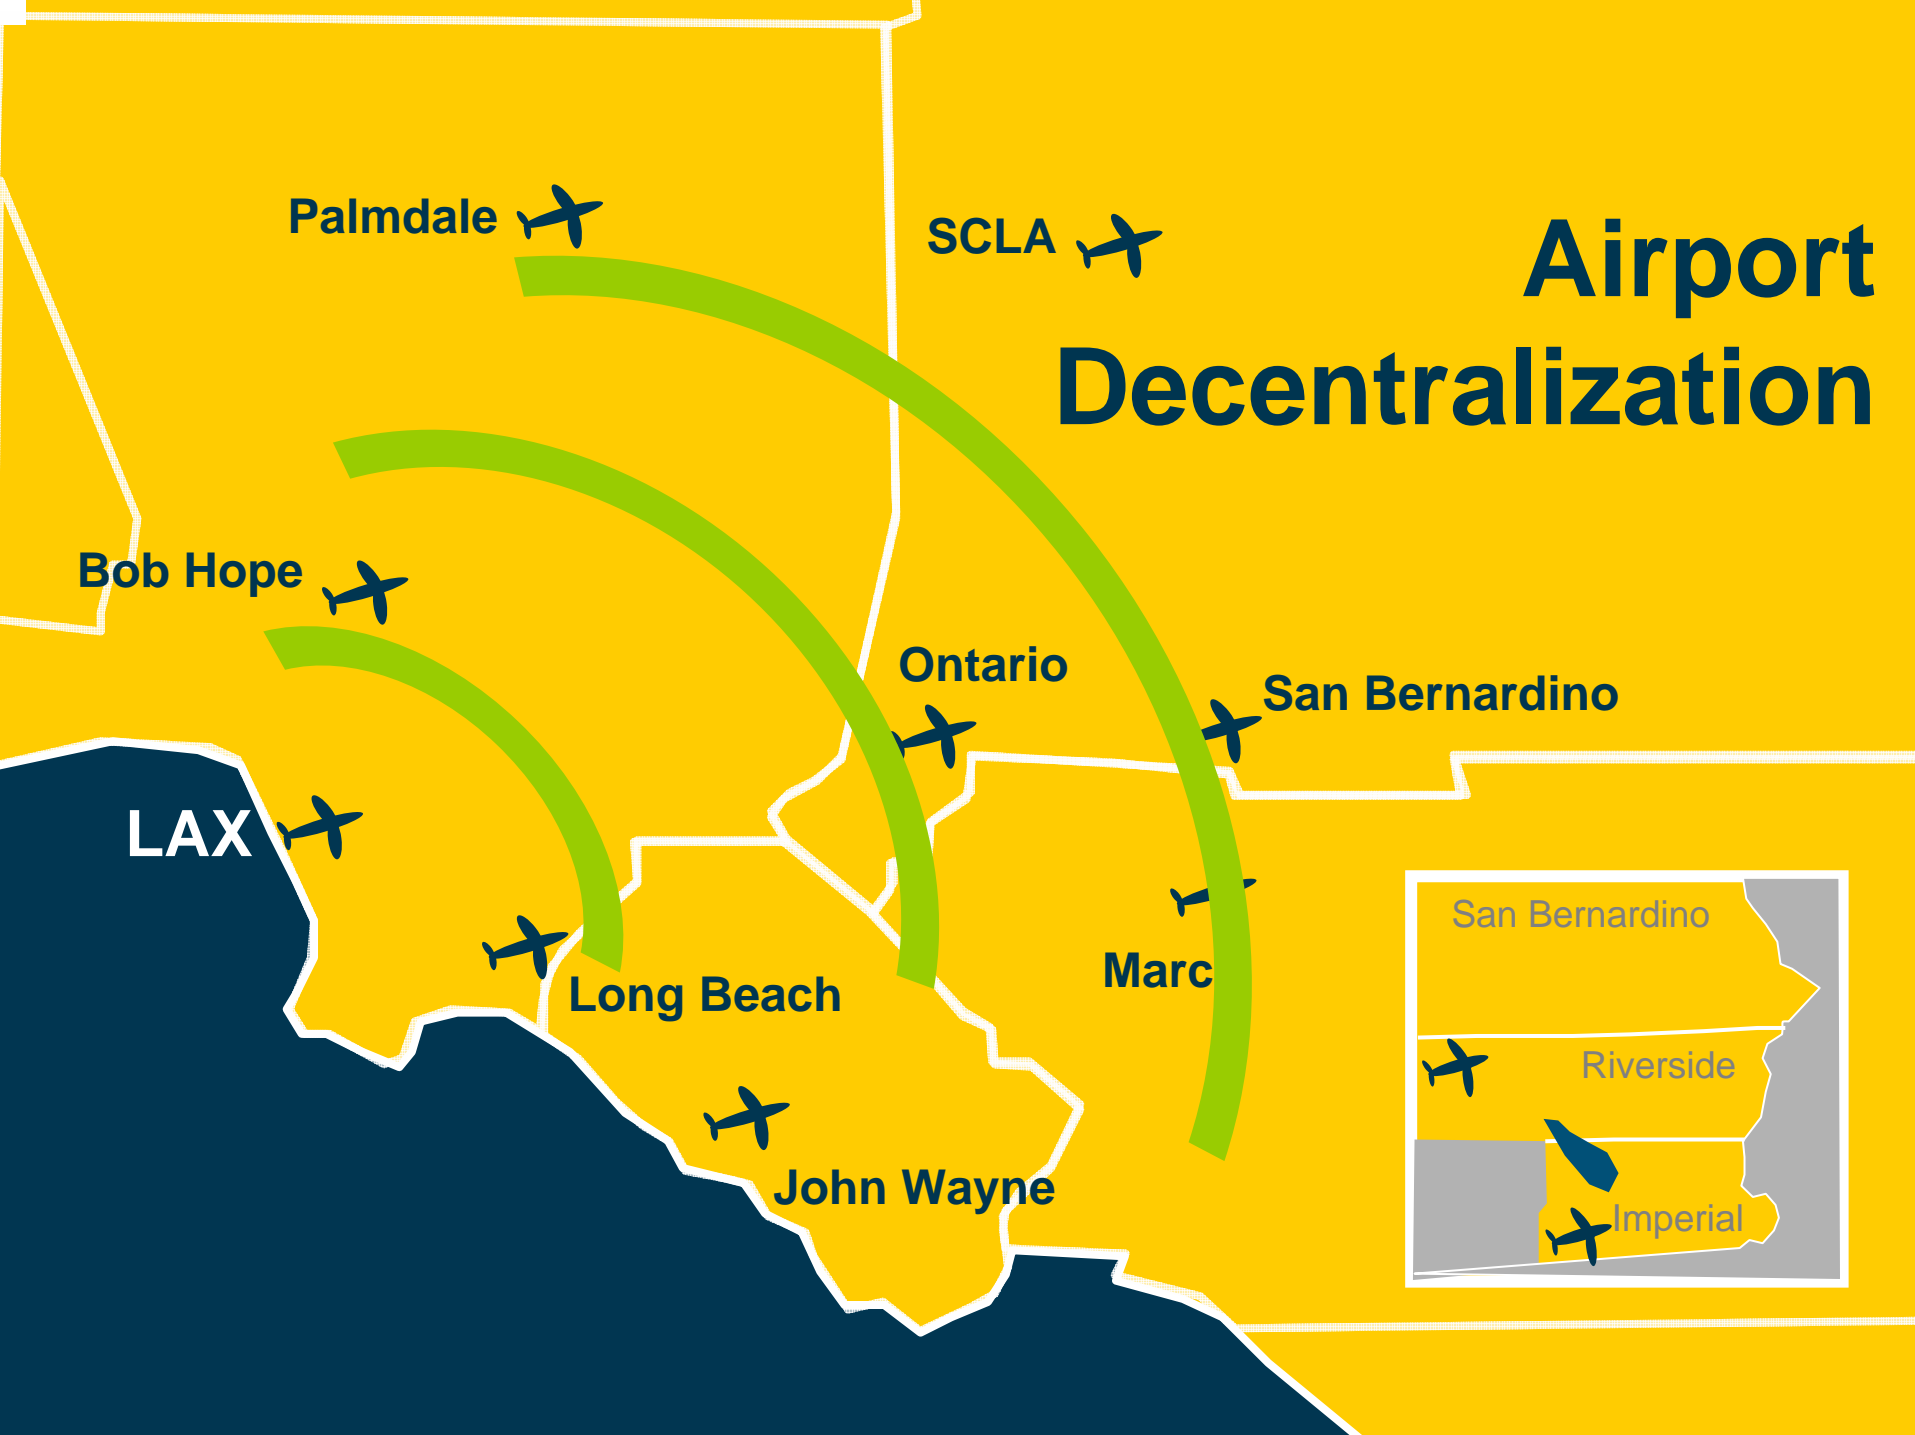 Palmdale
SCLA
Airport
Decentralization
Bob Hope
Ontario
San Bernardino
LAX
Marc
Long Beach
John Wayne
San Bernardino
Riverside
Imperial